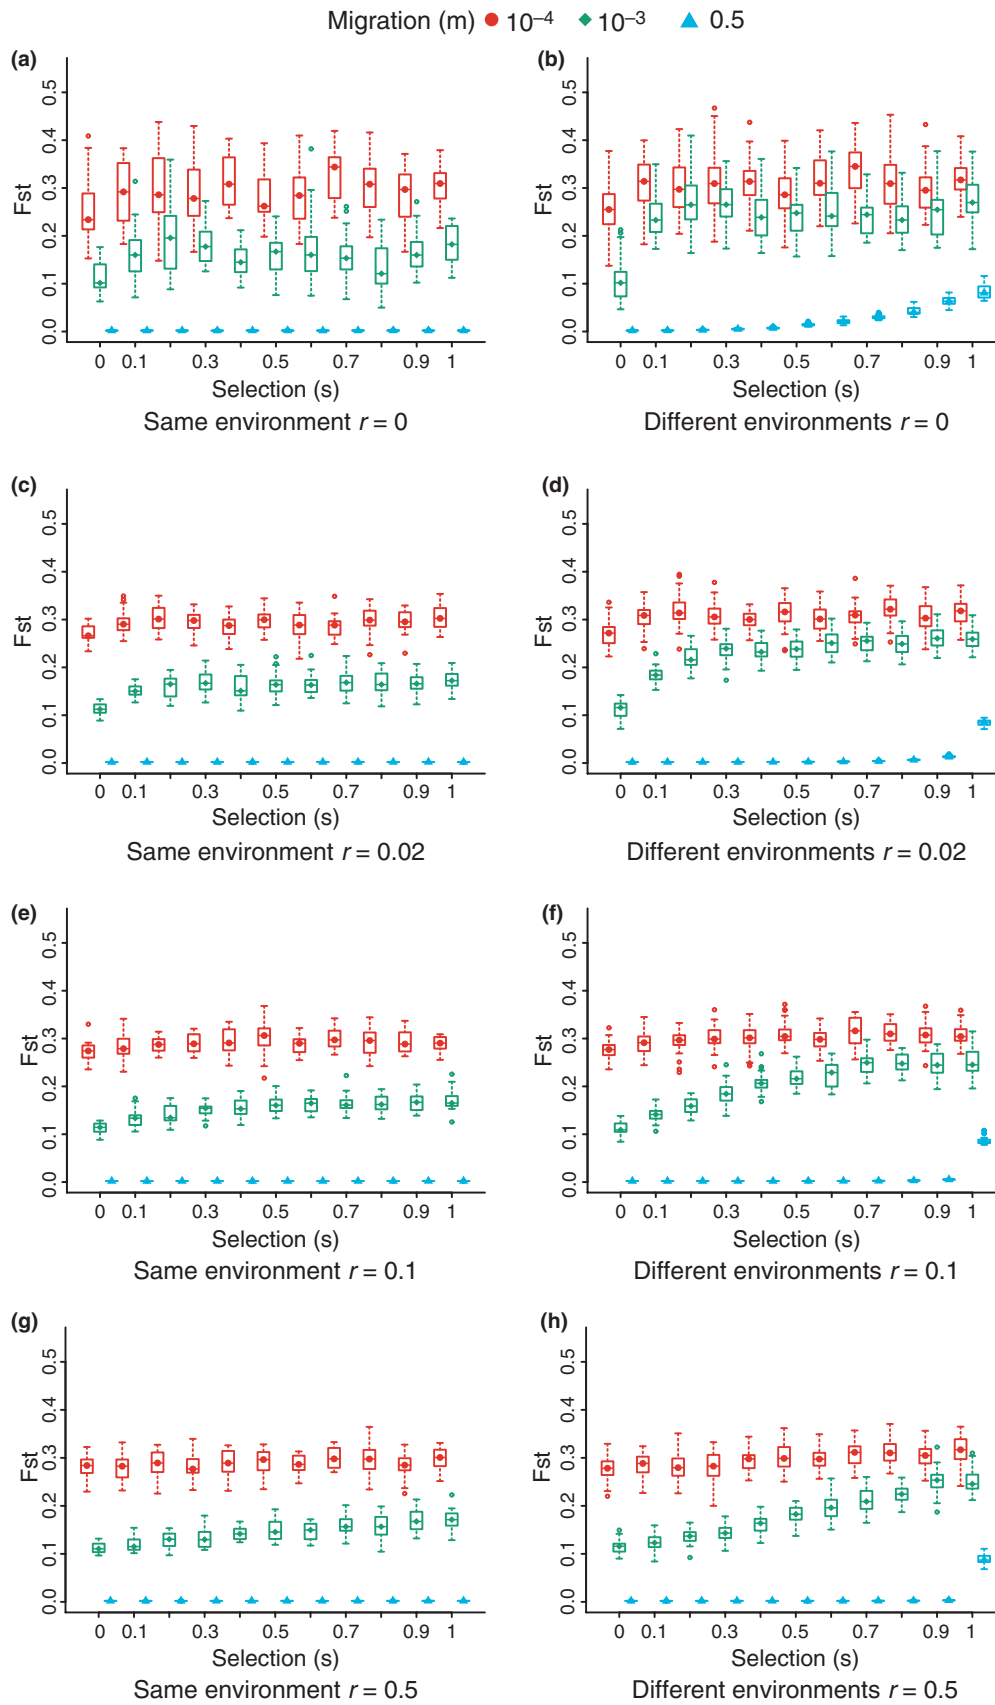 Migration (m) 10⁻⁴ 10⁻³ 0.5
(a)
Fst
0.5
0.4
0.3
0.2
0.1
0.0
0 0.1 0.3 0.5 0.7 0.9 1
Selection (s)
Same environment r = 0
(b)
Fst
0.5
0.4
0.3
0.2
0.1
0.0
0 0.1 0.3 0.5 0.7 0.9 1
Selection (s)
Different environments r = 0
(c)
Fst
0.5
0.4
0.3
0.2
0.1
0.0
0 0.1 0.3 0.5 0.7 0.9 1
Selection (s)
Same environment r = 0.02
(d)
Fst
0.5
0.4
0.3
0.2
0.1
0.0
0 0.1 0.3 0.5 0.7 0.9 1
Selection (s)
Different environments r = 0.02
(e)
Fst
0.5
0.4
0.3
0.2
0.1
0.0
0 0.1 0.3 0.5 0.7 0.9 1
Selection (s)
Same environment r = 0.1
(f)
Fst
0.5
0.4
0.3
0.2
0.1
0.0
0 0.1 0.3 0.5 0.7 0.9 1
Selection (s)
Different environments r = 0.1
(g)
Fst
0.5
0.4
0.3
0.2
0.1
0.0
0 0.1 0.3 0.5 0.7 0.9 1
Selection (s)
Same environment r = 0.5
(h)
Fst
0.5
0.4
0.3
0.2
0.1
0.0
0 0.1 0.3 0.5 0.7 0.9 1
Selection (s)
Different environments r = 0.5